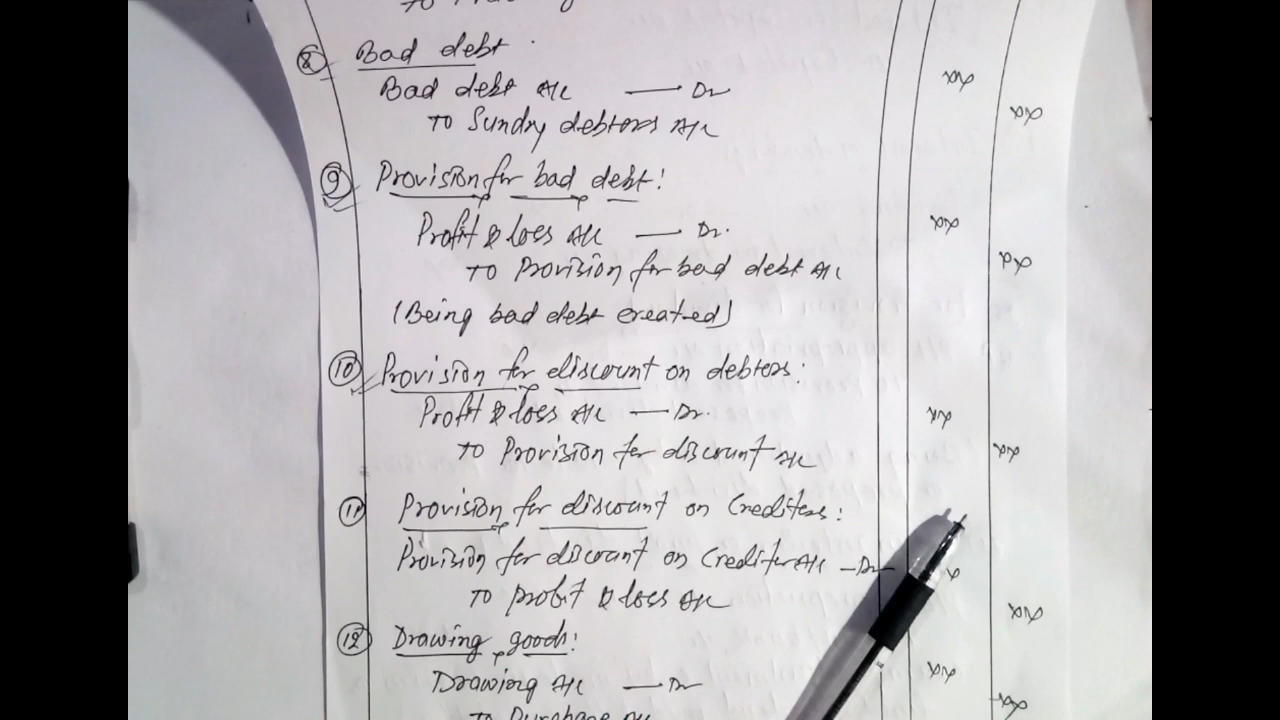 To
⑧ Bad debt
Bad debt A/c — Dr xx
To Sundry debtors A/c xx
⑨ Provision for bad debt:
Profit & loss A/c — Dr. xx
To Provision for bad debt A/c xx
(Being bad debt created)
⑩ Provision for discount on debtors:
Profit & loss A/c — Dr. xx
To Provision for discount A/c xx
⑪ Provision for discount on Creditors:
Provision for discount on Creditor A/c — Dr x
To profit & loss A/c xx
⑫ Drawing goods:
Drawing A/c — Dr xx
To Purchase A/c xx